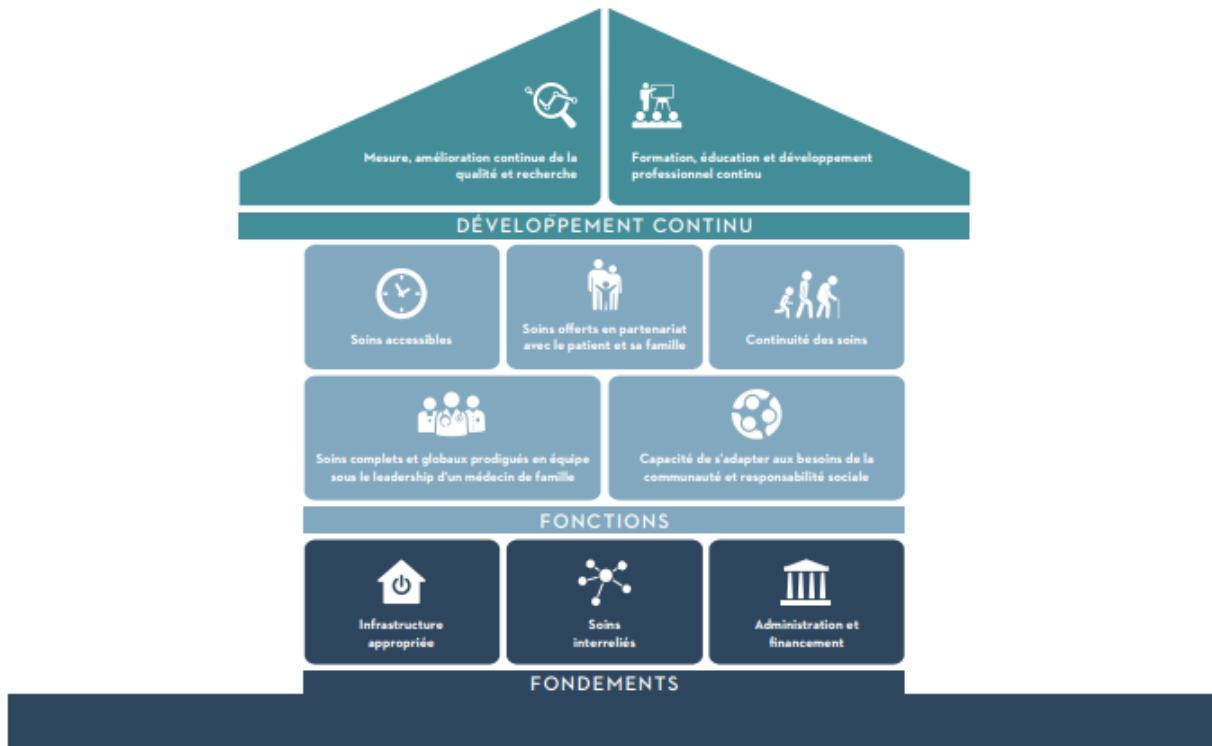 Mesure, amélioration continue de la
qualité et recherche
Formation, éducation et développement
professionnel continu
DÉVELOPPEMENT CONTINU
Soins accessibles
Soins offerts en partenariat
avec le patient et sa famille
Continuité des soins
Soins complets et globaux prodigués en équipe
sous le leadership d'un médecin de famille
Capacité de s'adapter aux besoins de la
communauté et responsabilité sociale
FONCTIONS
Infrastructure
appropriée
Soins
interreliés
Administration et
financement
FONDEMENTS